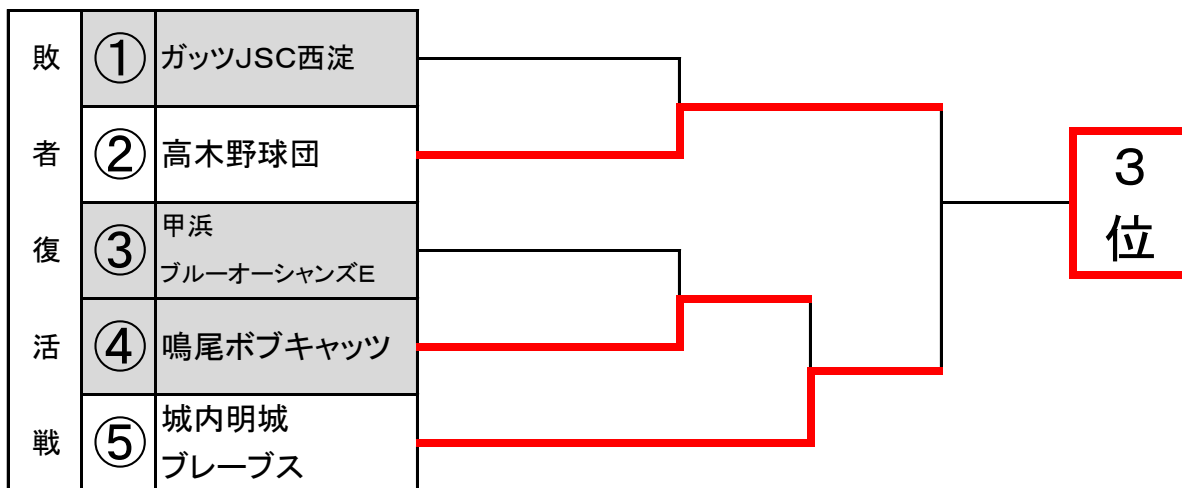 敗者復活戦
① ガッツJSC西淀
② 高木野球団
③ 甲浜
ブルーオーシャンズE
④ 鳴尾ボブキャッツ
⑤ 城内明城
ブレーブス
3位